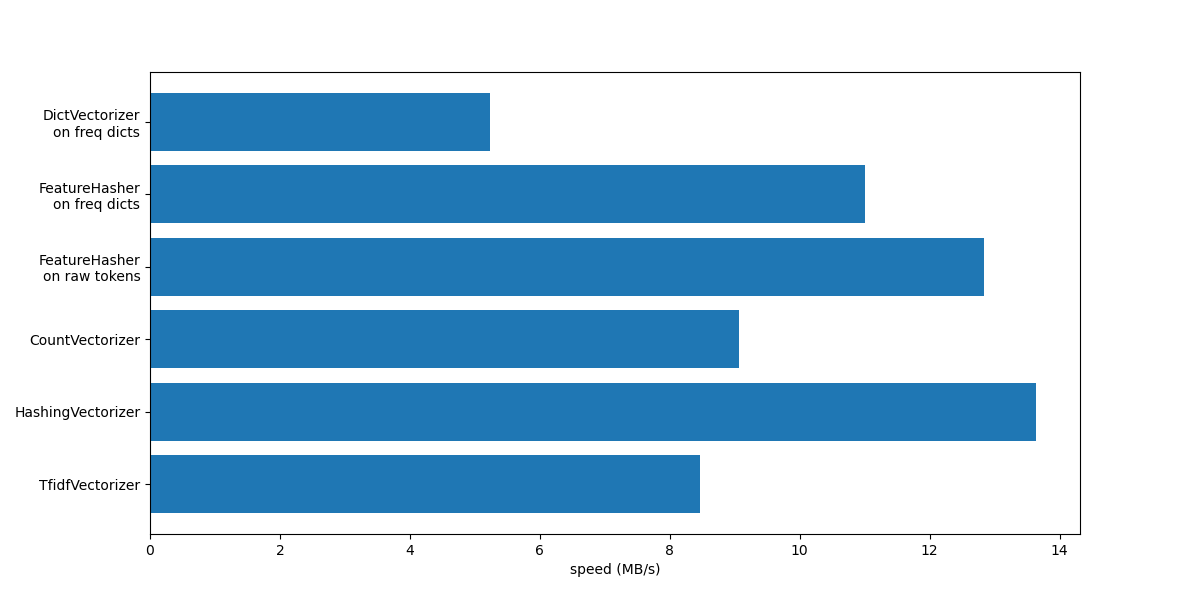 DictVectorizer
on freq dicts
FeatureHasher
on freq dicts
FeatureHasher
on raw tokens
CountVectorizer
HashingVectorizer
TfidfVectorizer
0 2 4 6 8 10 12 14
speed (MB/s)